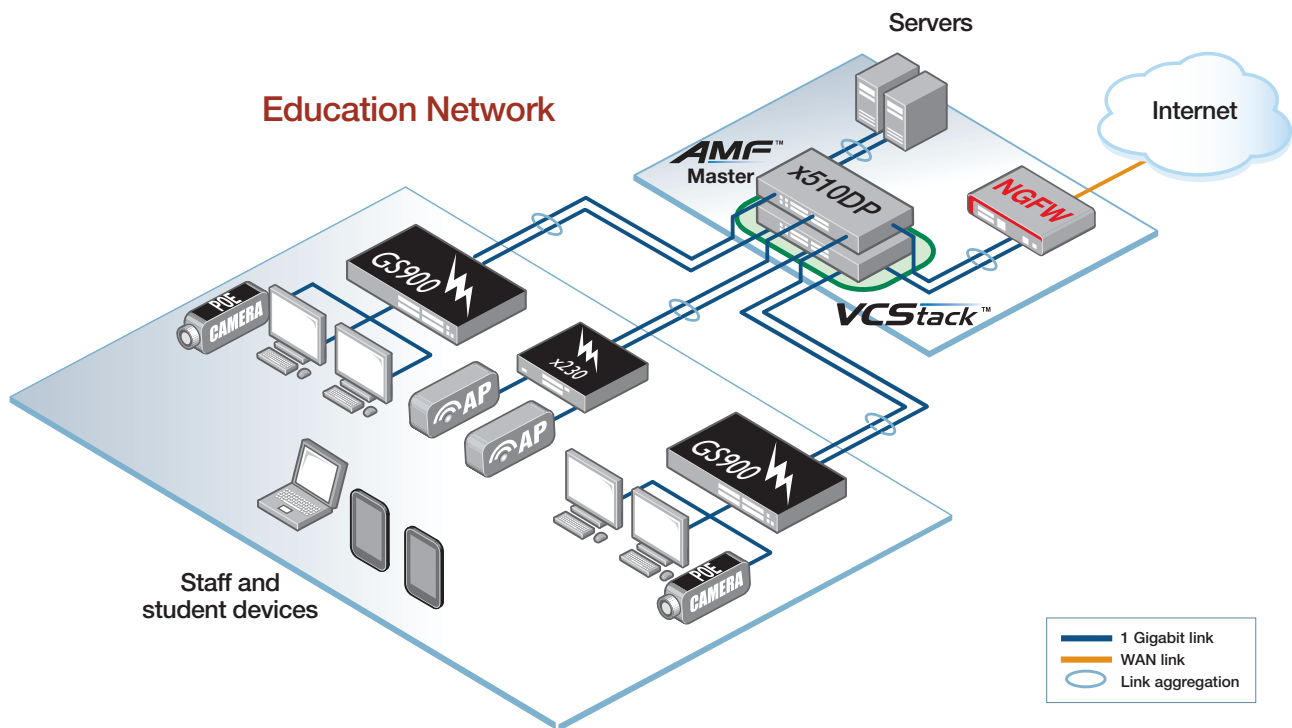 Servers
Education Network
Internet
AMF™
Master
x510DP
NGFW
VCStack™
GS900
POE
CAMERA
x230
AP
AP
GS900
POE
CAMERA
Staff and
student devices
1 Gigabit link
WAN link
Link aggregation